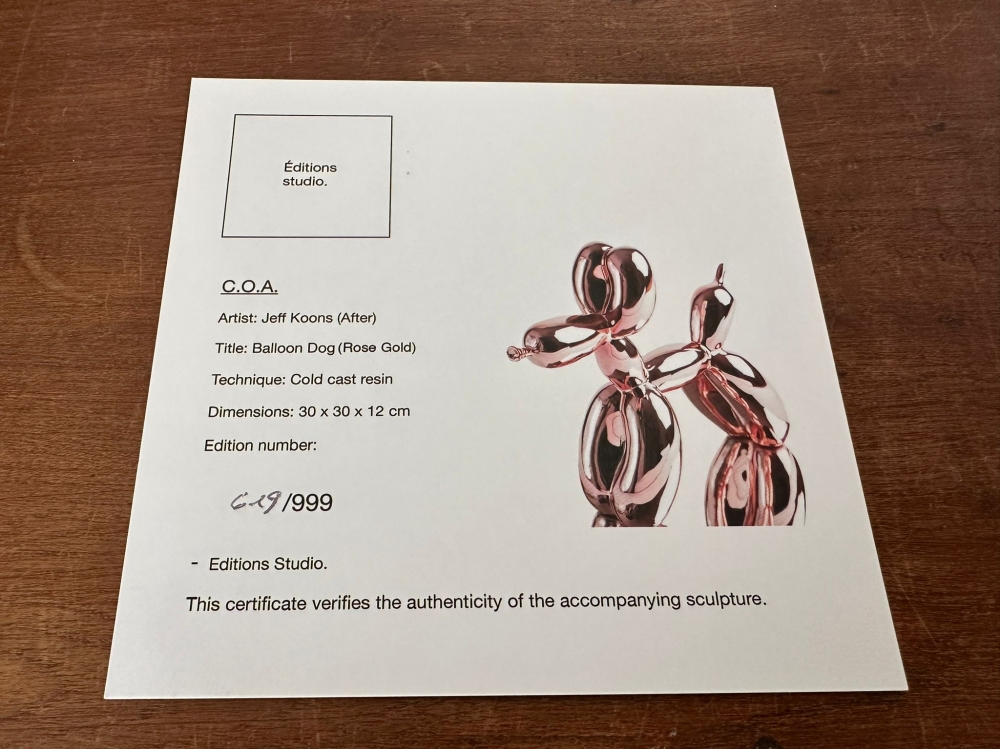 Éditions
studio.
C.O.A.
Artist: Jeff Koons (After)
Title: Balloon Dog (Rose Gold)
Technique: Cold cast resin
Dimensions: 30 x 30 x 12 cm
Edition number:
619/999
- Editions Studio.
This certificate verifies the authenticity of the accompanying sculpture.